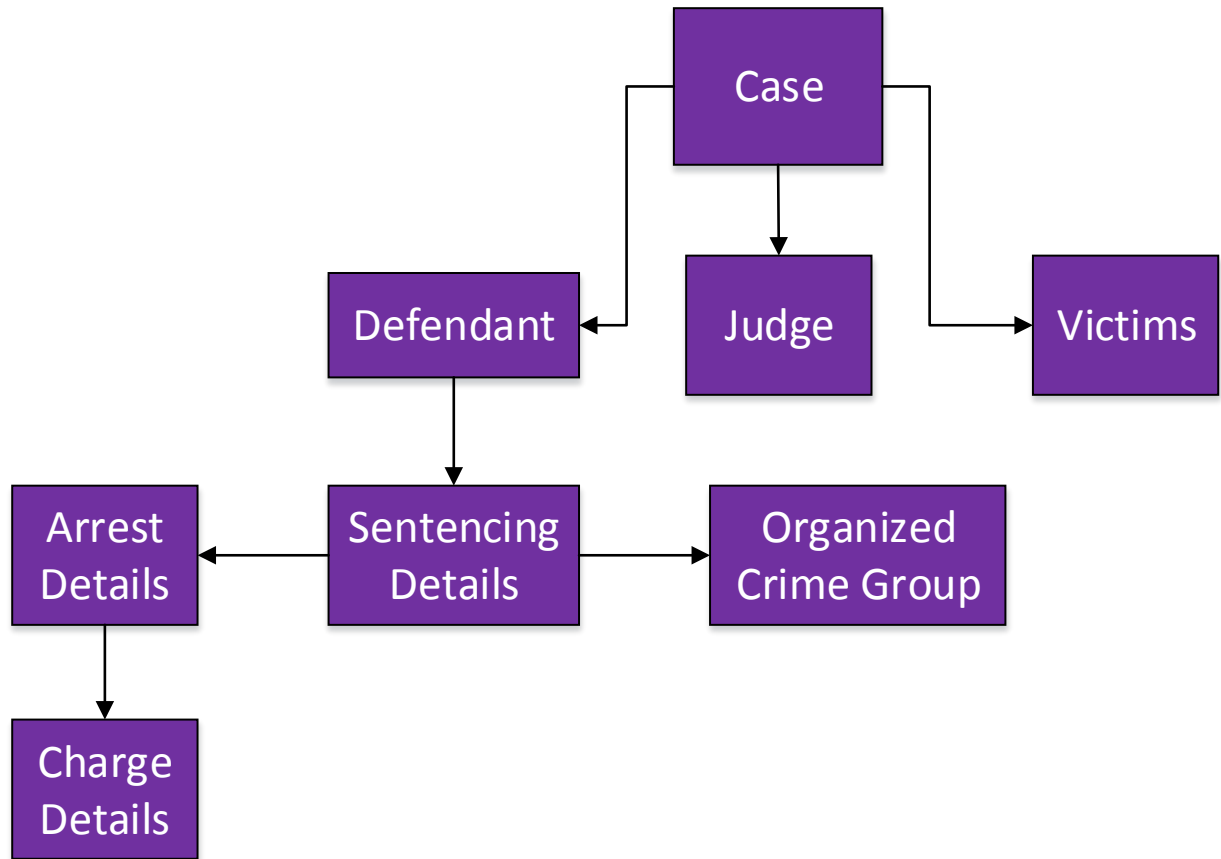 Case
Defendant
Judge
Victims
Arrest
Details
Sentencing
Details
Organized
Crime Group
Charge
Details